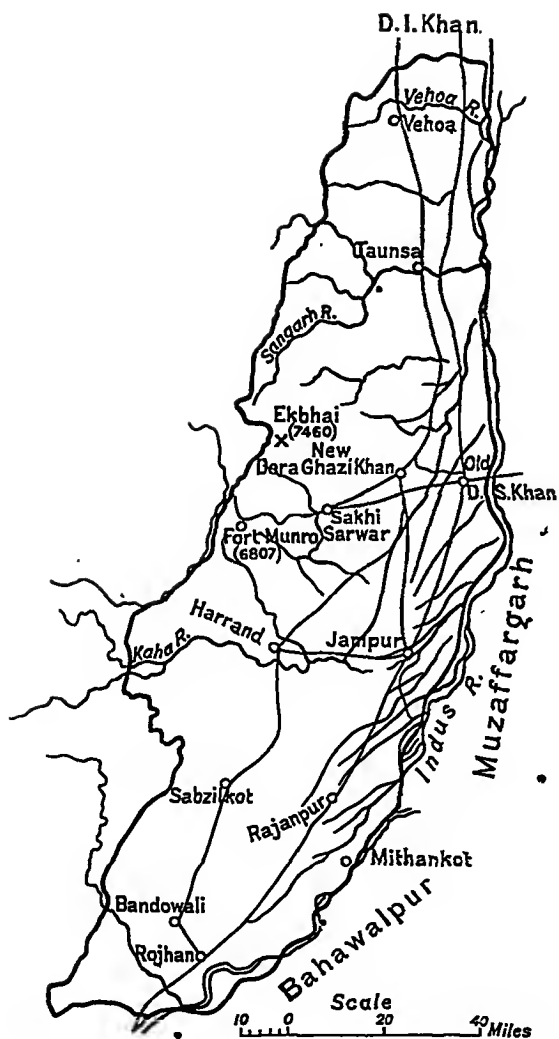 D.I.Khan.
Vehoa R.
Vehoa
Taunsa
Sangarh R.
Ekbhai
(7460)
New
Dera Ghazi Khan
Old
D.S.Khan
Sakhi
Sarwar
Fort Munro
(6807)
Harrand
Jampur
Kaha R.
Indus R.
Muzaffargarh
Sabzilkot
Rajanpur
Mithankot
Bandowali
Rojhan
Bahawalpur
Scale
10 0 20 40 Miles